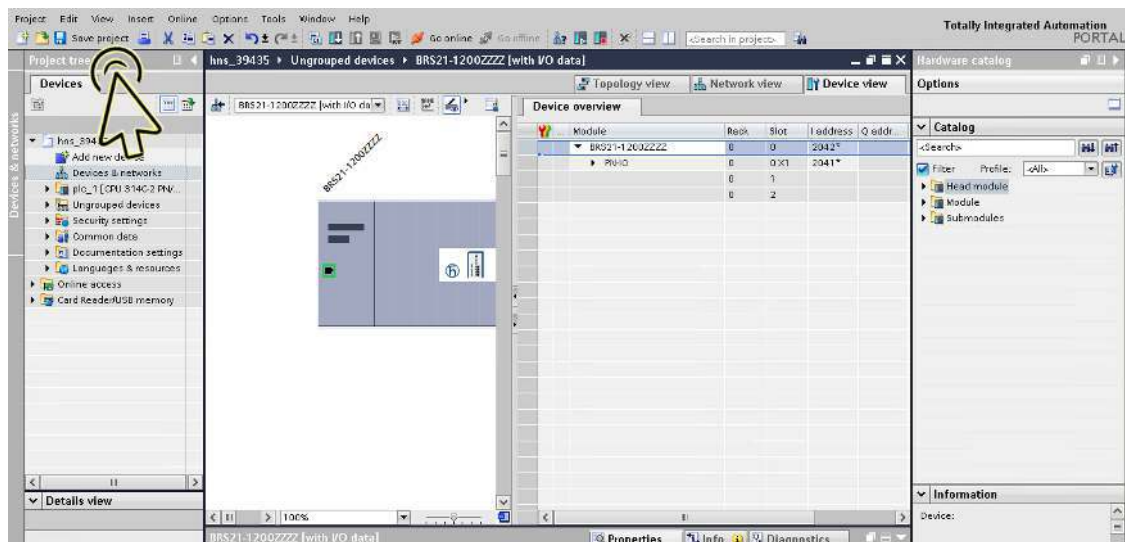 Project Edit View Insert Online Options Tools Window Help
Totally Integrated Automation
PORTAL
Save project
Go online
Go offline
<Search in project>
Project tree
hns_39435 ▸ Ungrouped devices ▸ BRS21-1200ZZZZ [with I/O data]
Hardware catalog
Devices
Topology view
Network view
Device view
Options
BRS21-1200ZZZZ [with I/O da
Device overview
Module Rack Slot I address Q addr...
BRS21-1200ZZZZ 0 0 2042*
PN-IO 0 0 X1 2041*
0 1
0 2
Catalog
<Search>
Filter Profile: <All>
Head module
Module
Submodules
Devices & networks
Add new
Devices & networks
plc_1 [CPU 314C-2 PN/...
Ungrouped devices
Security settings
Common data
Documentation settings
Languages & resources
Online access
Card Reader/USB memory
BRS21-1200ZZZZ
Details view
100%
Information
Device:
BRS21-1200ZZZZ [with I/O data]
Properties
Info
Diagnostics